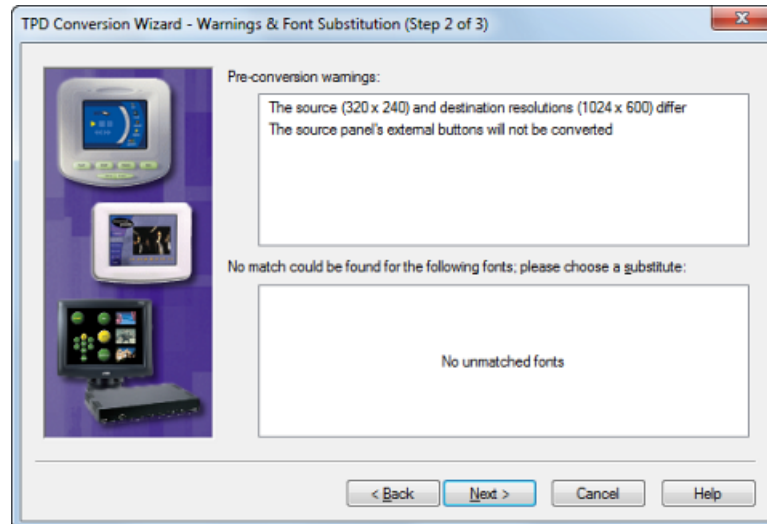 TPD Conversion Wizard - Warnings & Font Substitution (Step 2 of 3)
Pre-conversion warnings:
The source (320 x 240) and destination resolutions (1024 x 600) differ
The source panel's external buttons will not be converted
No match could be found for the following fonts; please choose a substitute:
No unmatched fonts
< Back
Next >
Cancel
Help